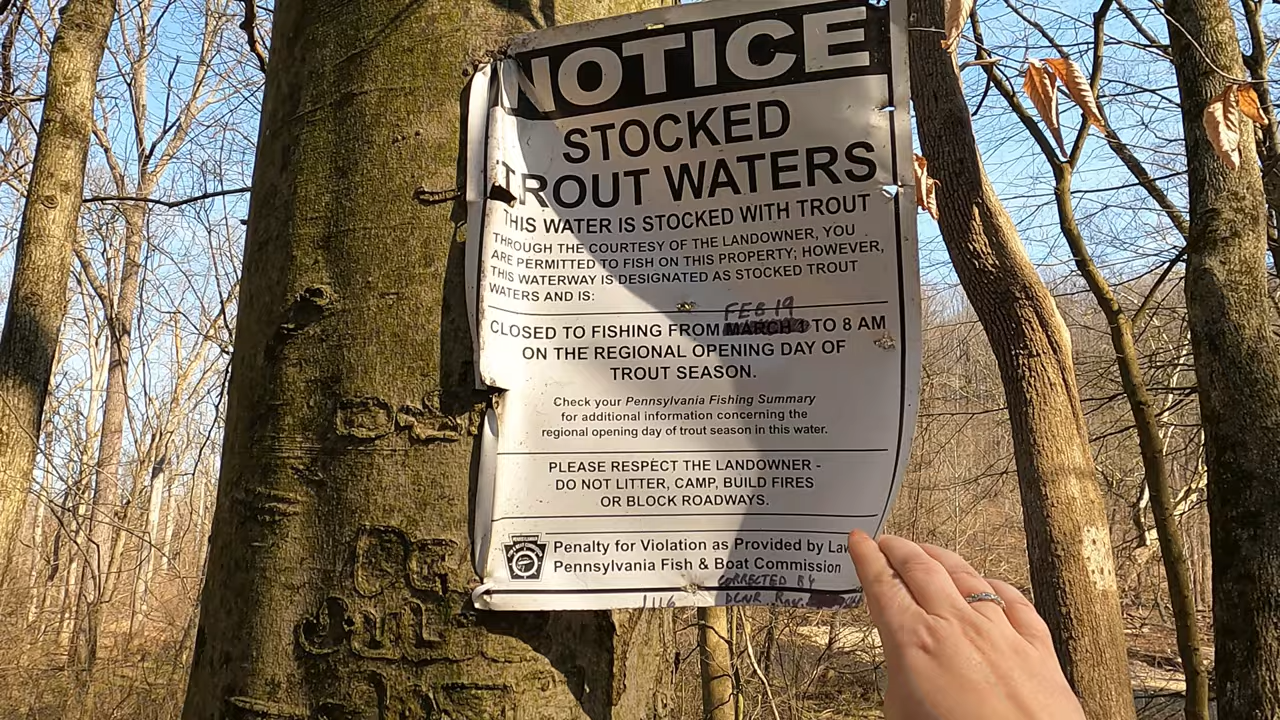 NOTICE
STOCKED
TROUT WATERS
THIS WATER IS STOCKED WITH TROUT
THROUGH THE COURTESY OF THE LANDOWNER, YOU
ARE PERMITTED TO FISH ON THIS PROPERTY; HOWEVER,
THIS WATERWAY IS DESIGNATED AS STOCKED TROUT
WATERS AND IS:
FEB 19
CLOSED TO FISHING FROM MARCH 1 TO 8 AM
ON THE REGIONAL OPENING DAY OF
TROUT SEASON.
Check your Pennsylvania Fishing Summary
for additional information concerning the
regional opening day of trout season in this water.
PLEASE RESPECT THE LANDOWNER -
DO NOT LITTER, CAMP, BUILD FIRES
OR BLOCK ROADWAYS.
Penalty for Violation as Provided by Law
Pennsylvania Fish & Boat Commission
CORRECTED BY
DCNR